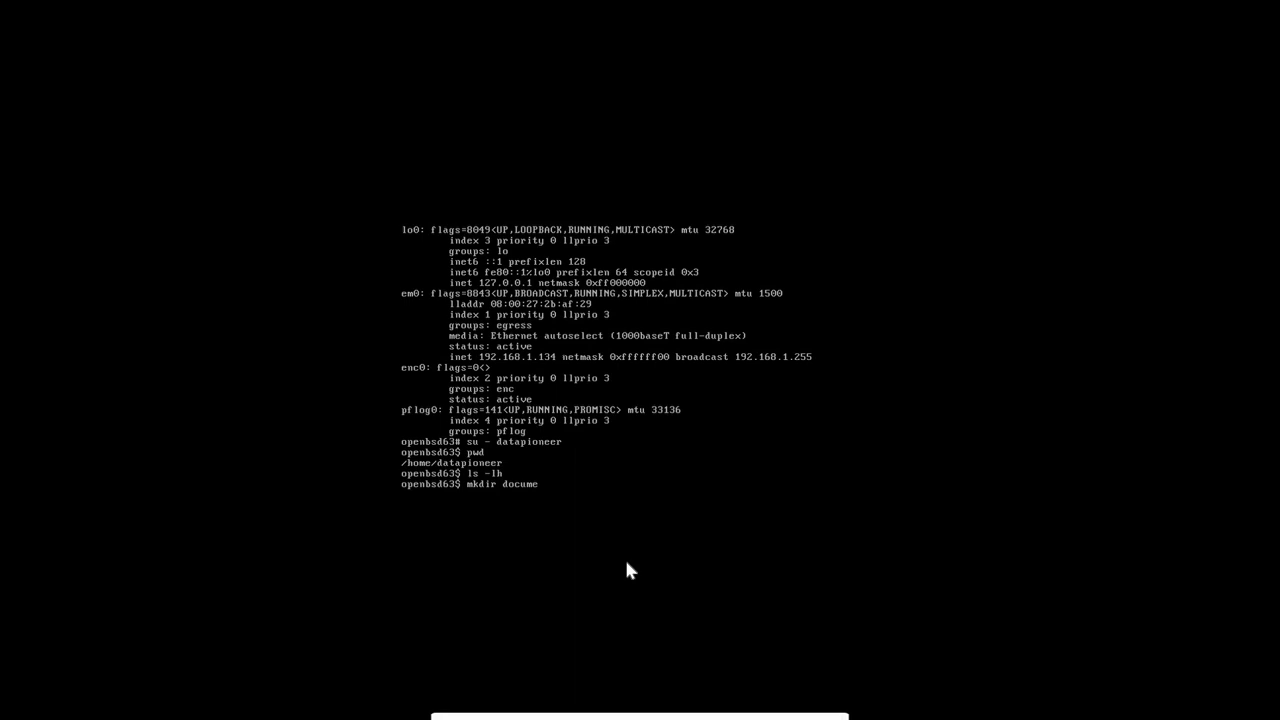 lo0: flags=8049<UP,LOOPBACK,RUNNING,MULTICAST> mtu 32768
index 3 priority 0 llprio 3
groups: lo
inet6 ::1 prefixlen 128
inet6 fe80::1%lo0 prefixlen 64 scopeid 0x3
inet 127.0.0.1 netmask 0xff000000
em0: flags=8843<UP,BROADCAST,RUNNING,SIMPLEX,MULTICAST> mtu 1500
lladdr 08:00:27:2b:af:29
index 1 priority 0 llprio 3
groups: egress
media: Ethernet autoselect (1000baseT full-duplex)
status: active
inet 192.168.1.134 netmask 0xffffff00 broadcast 192.168.1.255
enc0: flags=0<>
index 2 priority 0 llprio 3
groups: enc
status: active
pflog0: flags=141<UP,RUNNING,PROMISC> mtu 33136
index 4 priority 0 llprio 3
groups: pflog
openbsd63# su - datapioneer
openbsd63$ pwd
/home/datapioneer
openbsd63$ ls -lh
openbsd63$ mkdir docume